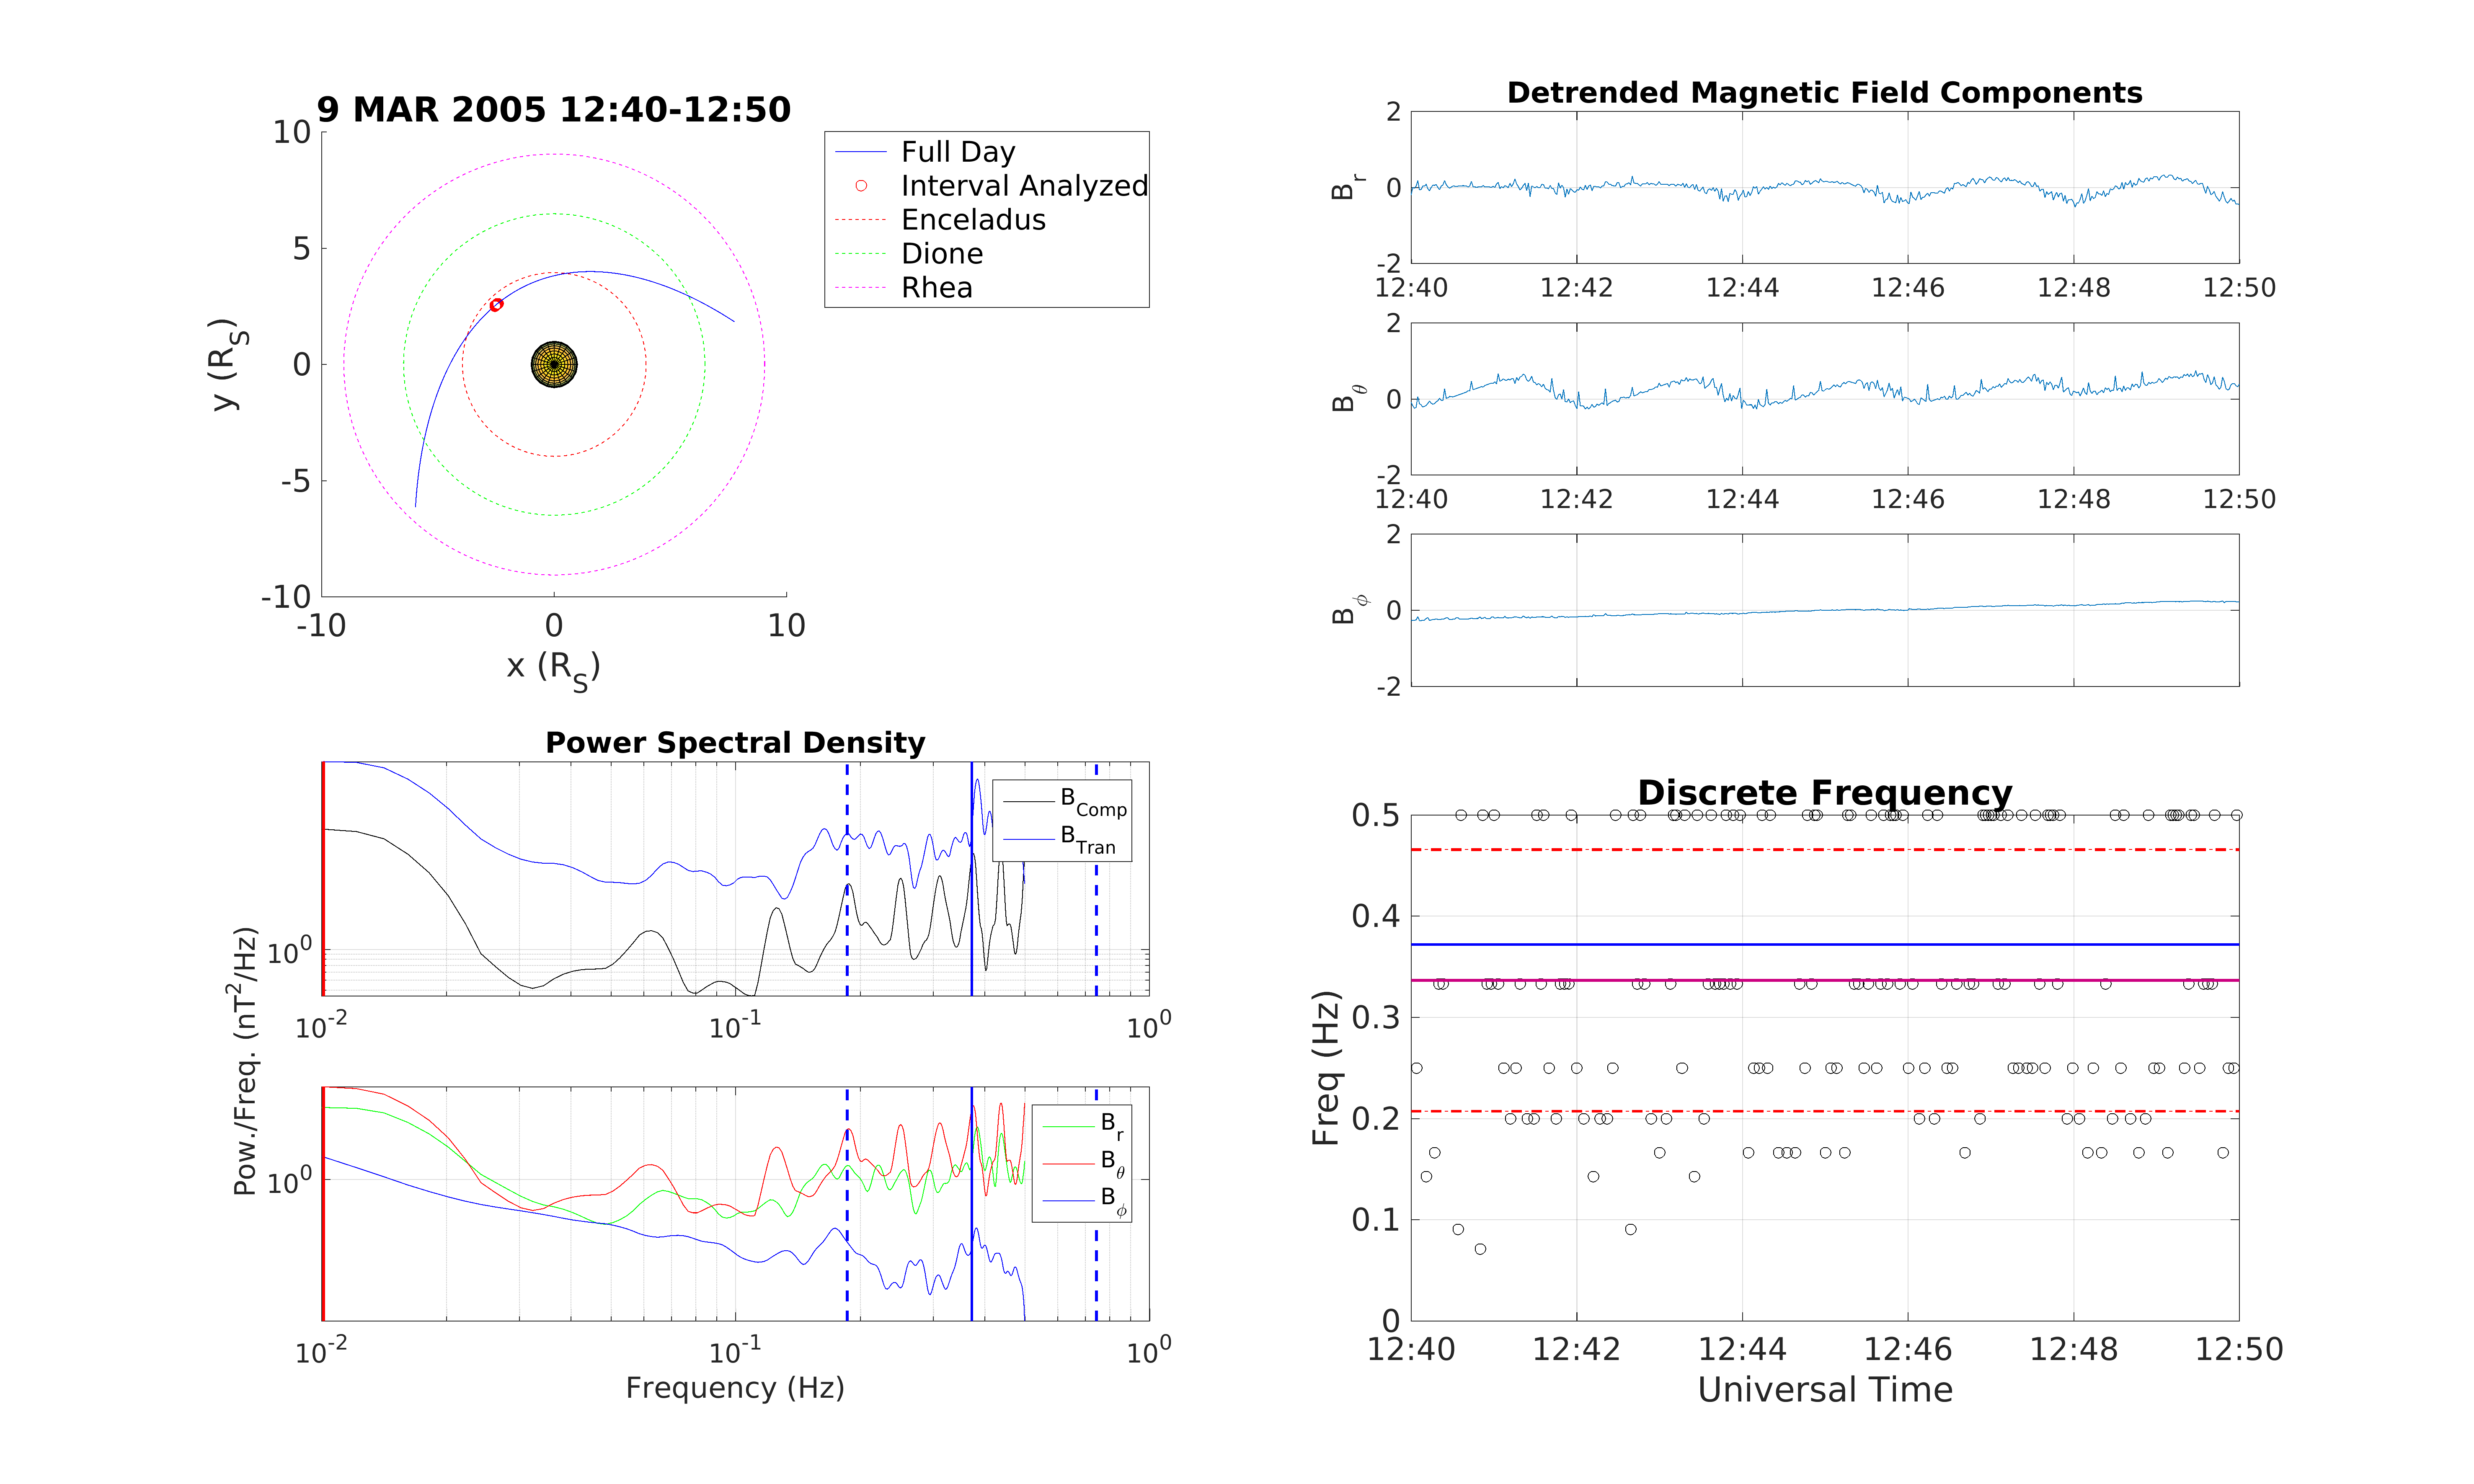 9 MAR 2005 12:40-12:50
10
5
0
-5
-10
-10
0
10
y (R_S)
x (R_S)
Full Day
Interval Analyzed
Enceladus
Dione
Rhea
Detrended Magnetic Field Components
B_r
2
0
-2
12:40
12:42
12:44
12:46
12:48
12:50
B_θ
2
0
-2
12:40
12:42
12:44
12:46
12:48
12:50
B_ϕ
2
0
-2
Power Spectral Density
B_Comp
B_Tran
10^0
10^-2
10^-1
10^0
Pow./Freq. (nT^2/Hz)
B_r
B_θ
B_ϕ
10^0
10^-2
10^-1
10^0
Frequency (Hz)
Discrete Frequency
0.5
0.4
0.3
0.2
0.1
0
Freq (Hz)
12:40
12:42
12:44
12:46
12:48
12:50
Universal Time